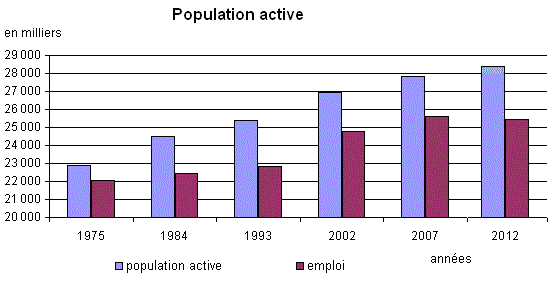 Population active
en milliers
29 000
28 000
27 000
26 000
25 000
24 000
23 000
22 000
21 000
20 000
1975 1984 1993 2002 2007 2012
années
population active emploi